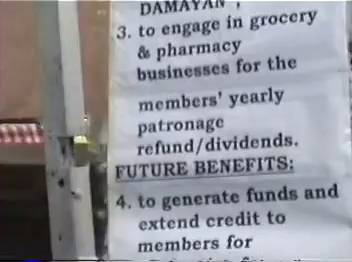 DAMAYAN",
3. to engage in grocery
& pharmacy
businesses for the
members' yearly
patronage
refund/dividends.
FUTURE BENEFITS:
4. to generate funds and
extend credit to
members for